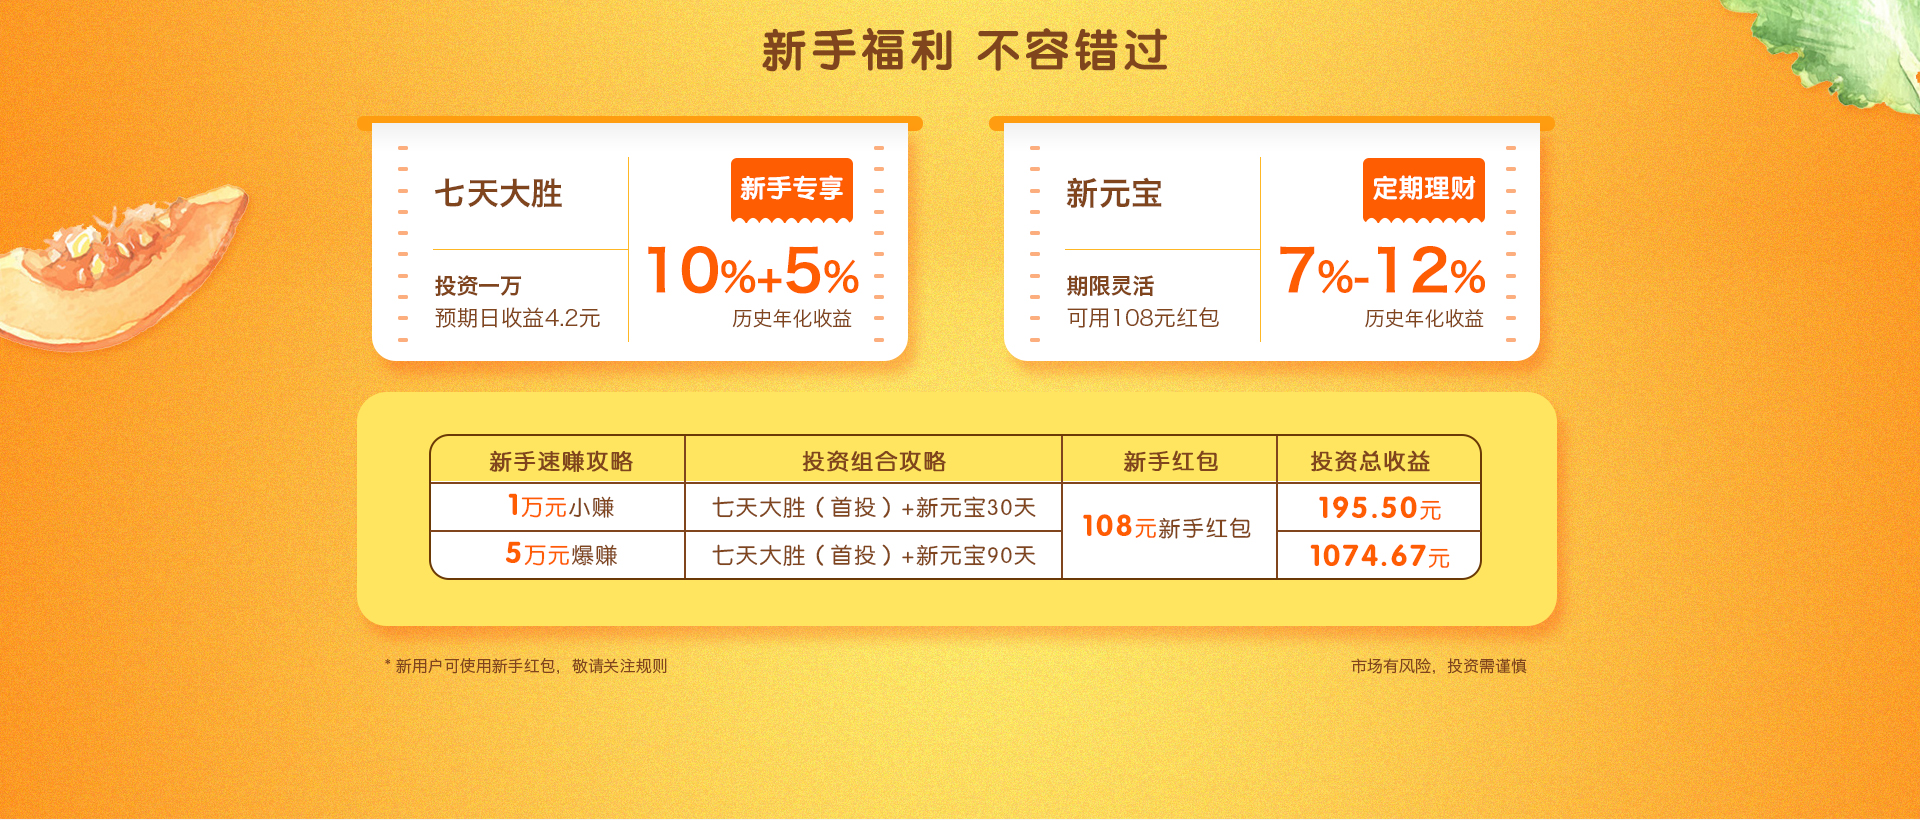 新手福利 不容错过
七天大胜
新手专享
10%+5%
投资一万
预期日收益4.2元
历史年化收益
新元宝
定期理财
7%-12%
期限灵活
可用108元红包
历史年化收益
新手速赚攻略 投资组合攻略 新手红包 投资总收益
1万元小赚 七天大胜（首投）+新元宝30天 108元新手红包 195.50元
5万元爆赚 七天大胜（首投）+新元宝90天 1074.67元
* 新用户可使用新手红包，敬请关注规则
市场有风险，投资需谨慎